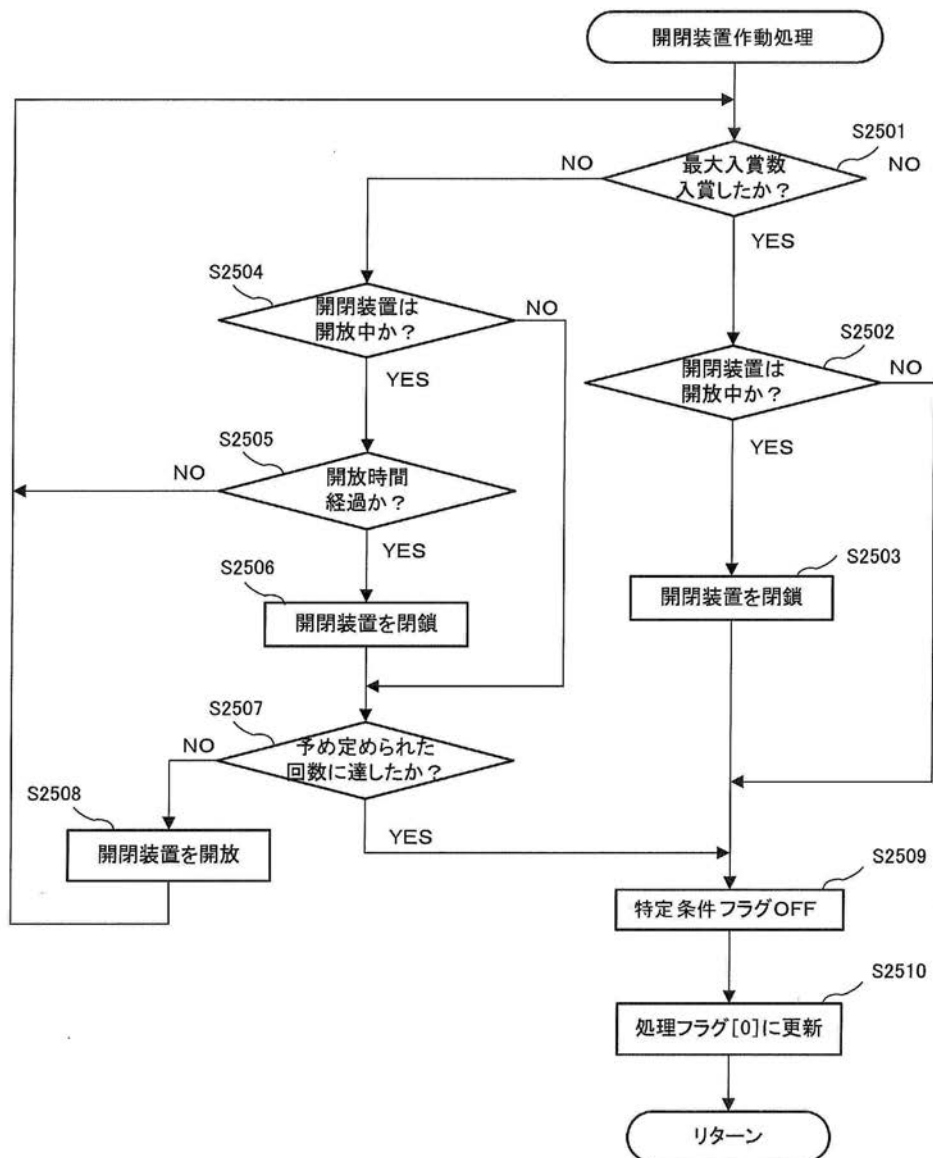 開閉装置作動処理
S2501
最大入賞数
入賞したか？
NO
NO
YES
S2504
開閉装置は
開放中か？
NO
YES
S2502
開閉装置は
開放中か？
NO
YES
S2505
開放時間
経過か？
NO
YES
S2506
開閉装置を閉鎖
S2503
開閉装置を閉鎖
S2507
予め定められた
回数に達したか？
NO
YES
S2508
開閉装置を開放
S2509
特定条件フラグOFF
S2510
処理フラグ[0]に更新
リターン